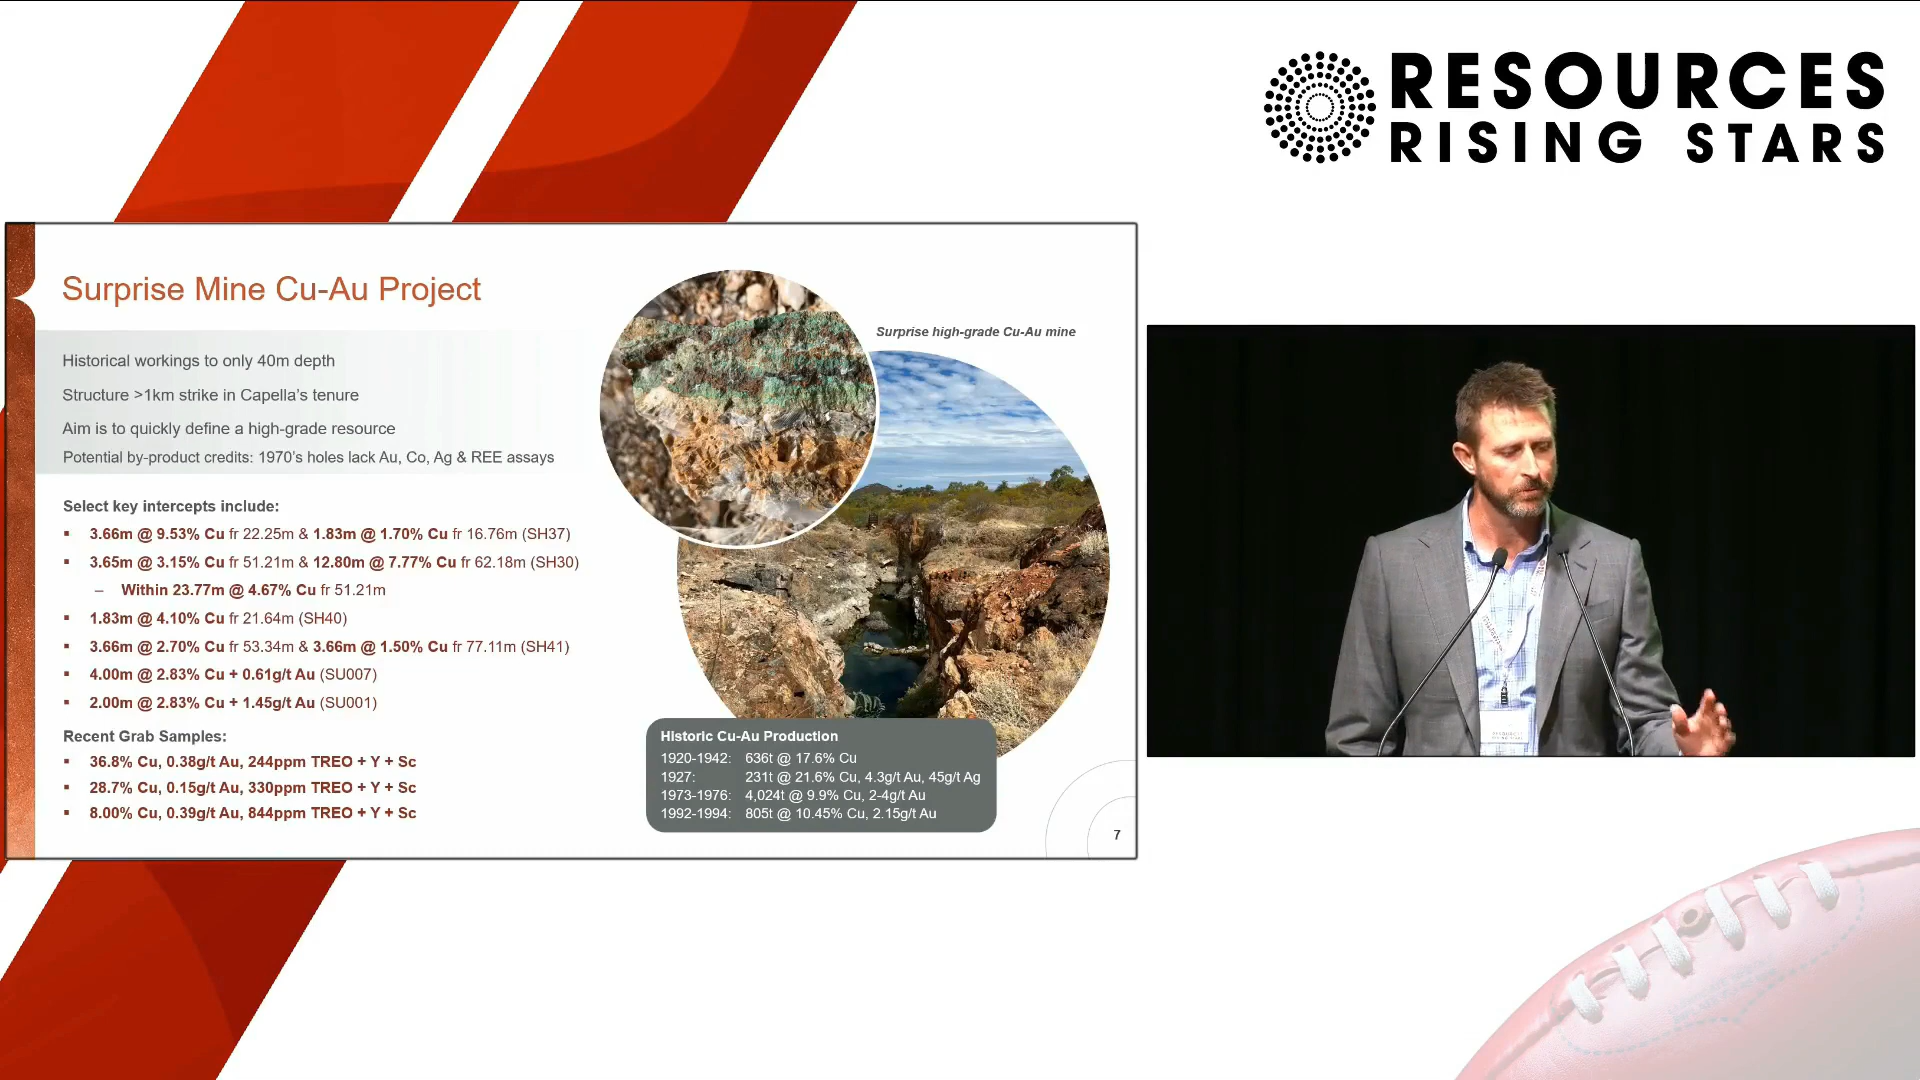 RESOURCES
RISING STARS
Surprise Mine Cu-Au Project
Historical workings to only 40m depth
Structure >1km strike in Capella's tenure
Aim is to quickly define a high-grade resource
Potential by-product credits: 1970's holes lack Au, Co, Ag & REE assays
Select key intercepts include:
▪ 3.66m @ 9.53% Cu fr 22.25m & 1.83m @ 1.70% Cu fr 16.76m (SH37)
▪ 3.65m @ 3.15% Cu fr 51.21m & 12.80m @ 7.77% Cu fr 62.18m (SH30)
– Within 23.77m @ 4.67% Cu fr 51.21m
▪ 1.83m @ 4.10% Cu fr 21.64m (SH40)
▪ 3.66m @ 2.70% Cu fr 53.34m & 3.66m @ 1.50% Cu fr 77.11m (SH41)
▪ 4.00m @ 2.83% Cu + 0.61g/t Au (SU007)
▪ 2.00m @ 2.83% Cu + 1.45g/t Au (SU001)
Recent Grab Samples:
▪ 36.8% Cu, 0.38g/t Au, 244ppm TREO + Y + Sc
▪ 28.7% Cu, 0.15g/t Au, 330ppm TREO + Y + Sc
▪ 8.00% Cu, 0.39g/t Au, 844ppm TREO + Y + Sc
Surprise high-grade Cu-Au mine
Historic Cu-Au Production
1920-1942: 636t @ 17.6% Cu
1927: 231t @ 21.6% Cu, 4.3g/t Au, 45g/t Ag
1973-1976: 4,024t @ 9.9% Cu, 2-4g/t Au
1992-1994: 805t @ 10.45% Cu, 2.15g/t Au
7